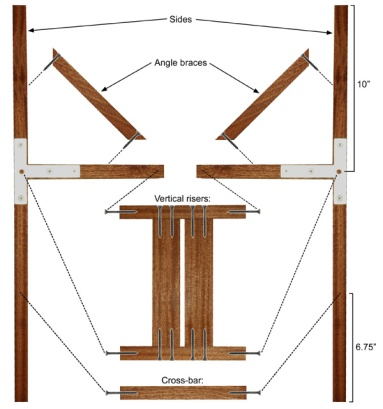 Sides
Angle braces
10"
Vertical risers:
6.75"
Cross-bar: